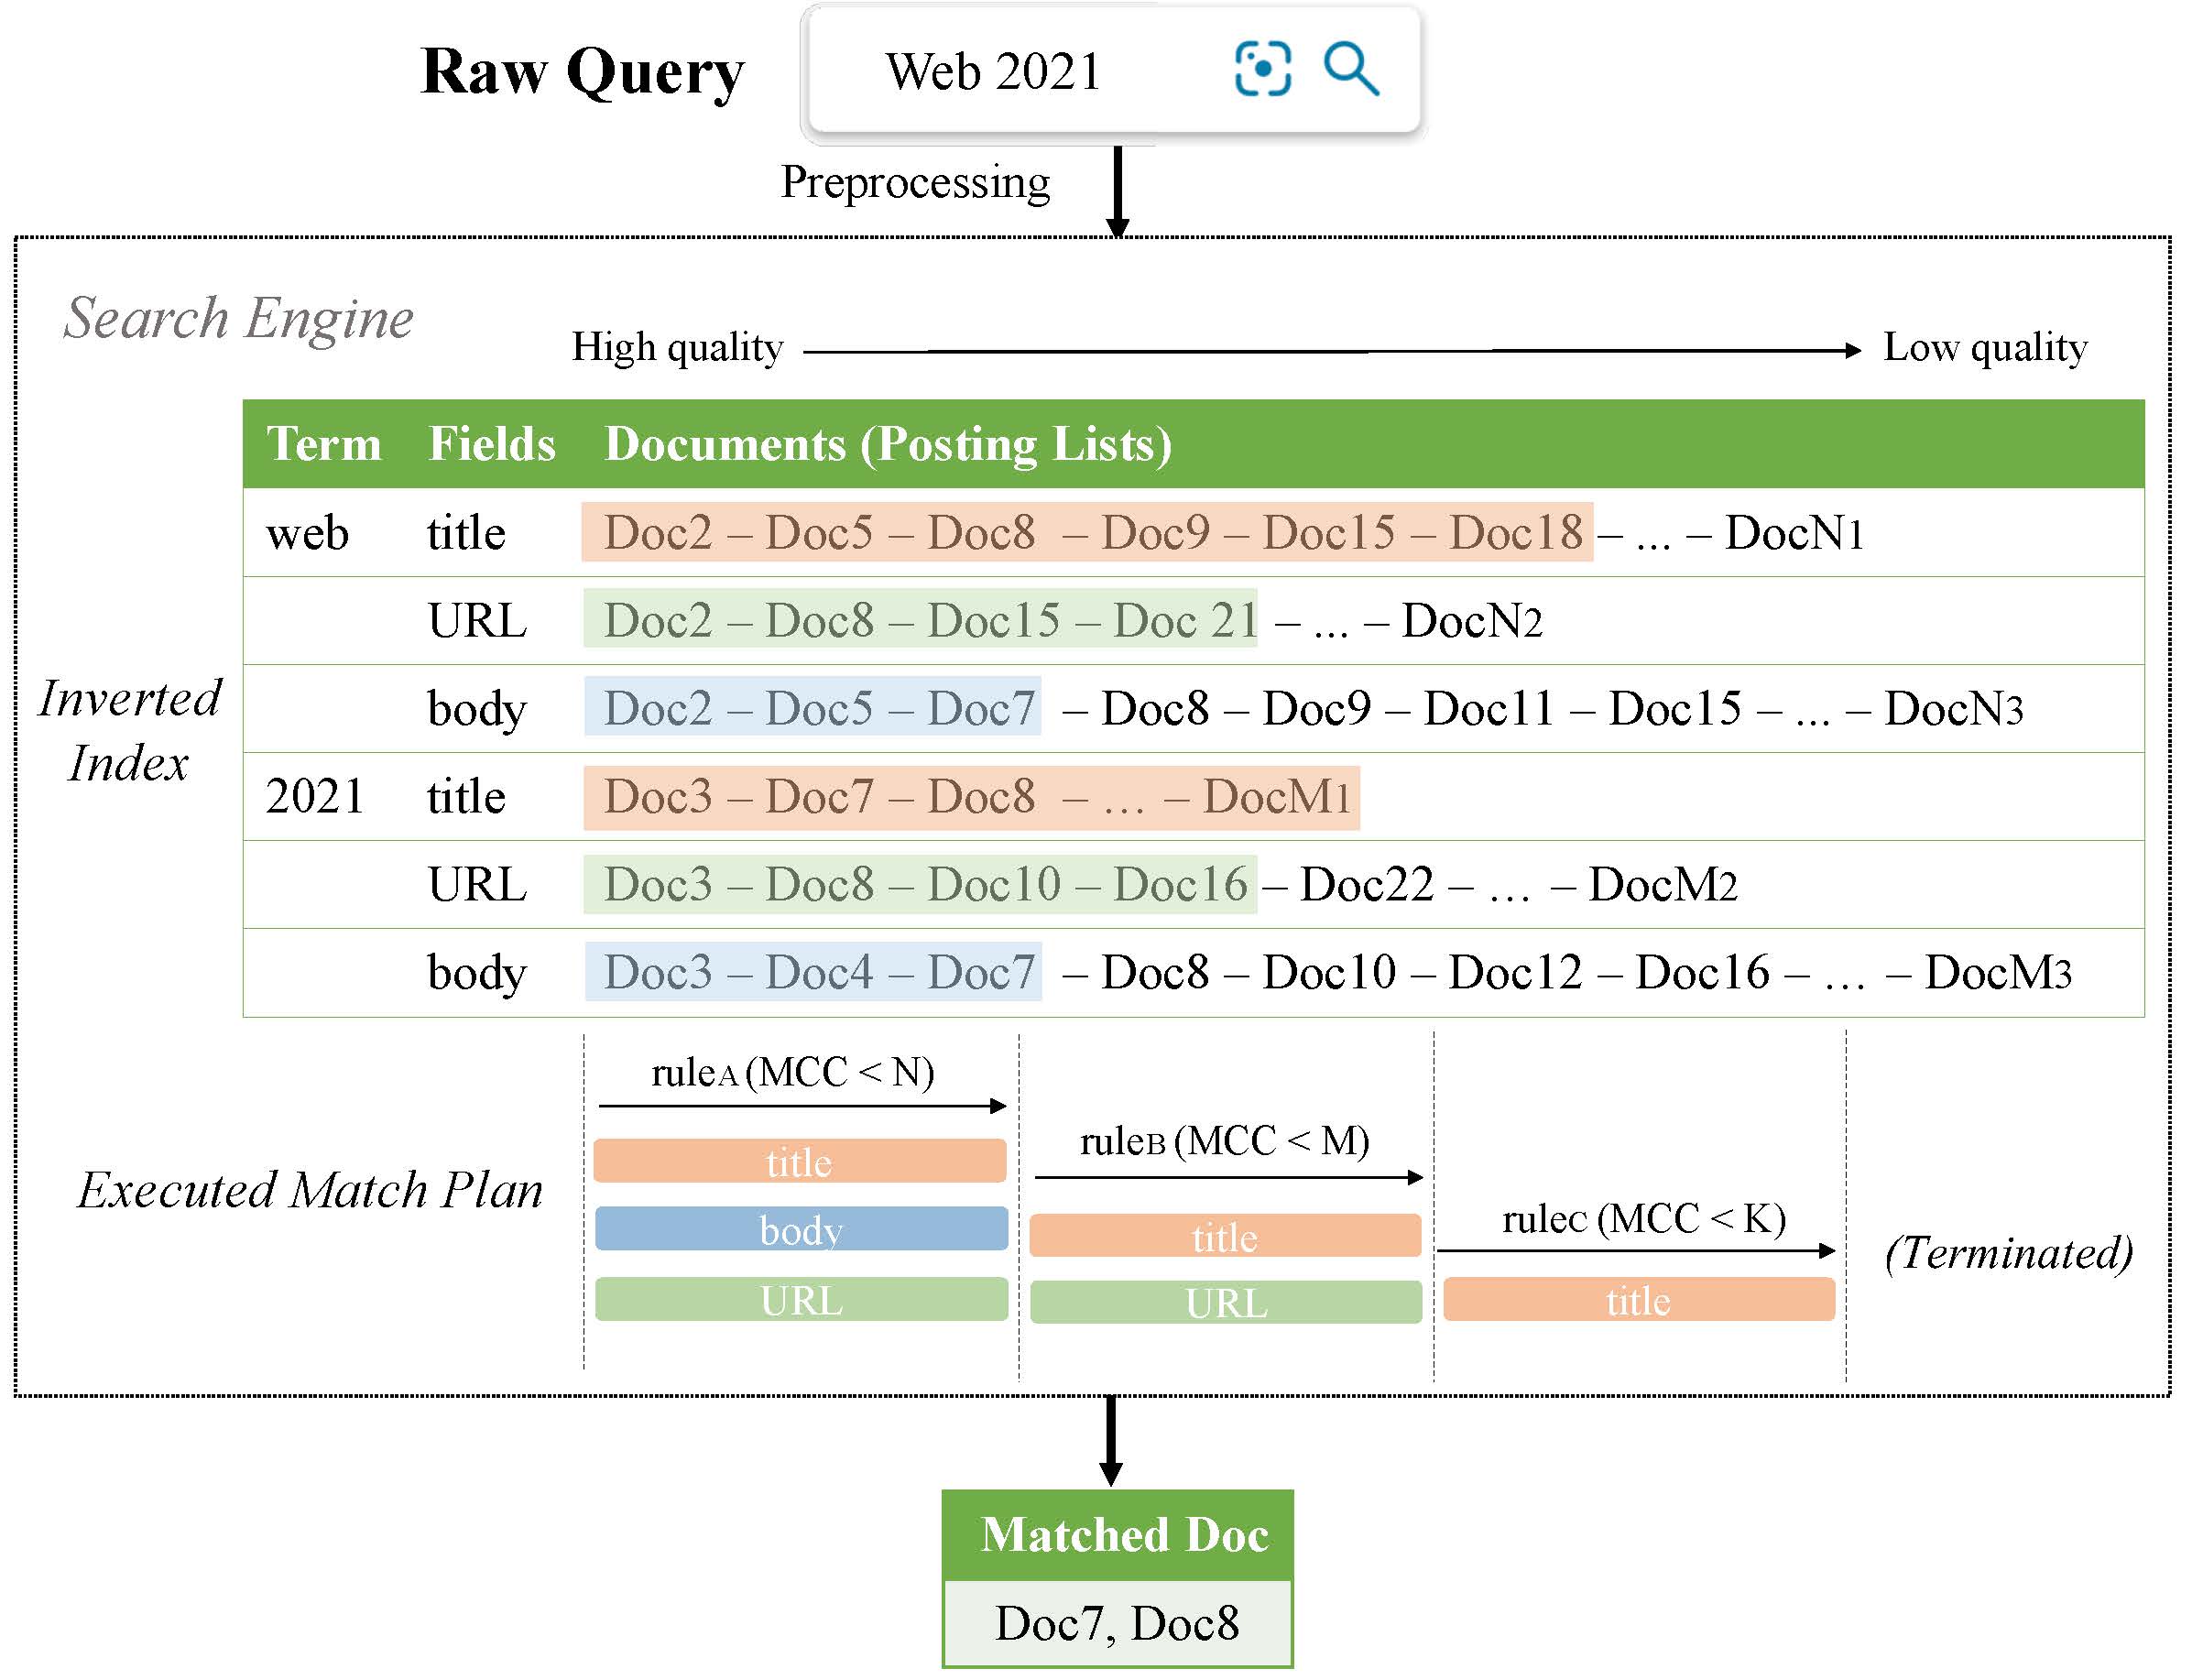 Raw Query
Web 2021
Preprocessing
Search Engine
High quality
Low quality
Term Fields Documents (Posting Lists)
web title Doc2 – Doc5 – Doc8 – Doc9 – Doc15 – Doc18 – ... – DocN1
URL Doc2 – Doc8 – Doc15 – Doc 21 – ... – DocN2
body Doc2 – Doc5 – Doc7 – Doc8 – Doc9 – Doc11 – Doc15 – ... – DocN3
2021 title Doc3 – Doc7 – Doc8 – … – DocM1
URL Doc3 – Doc8 – Doc10 – Doc16 – Doc22 – … – DocM2
body Doc3 – Doc4 – Doc7 – Doc8 – Doc10 – Doc12 – Doc16 – … – DocM3
Inverted
Index
Executed Match Plan
ruleA (MCC < N)
title
body
URL
ruleB (MCC < M)
title
URL
ruleC (MCC < K)
title
(Terminated)
Matched Doc
Doc7, Doc8